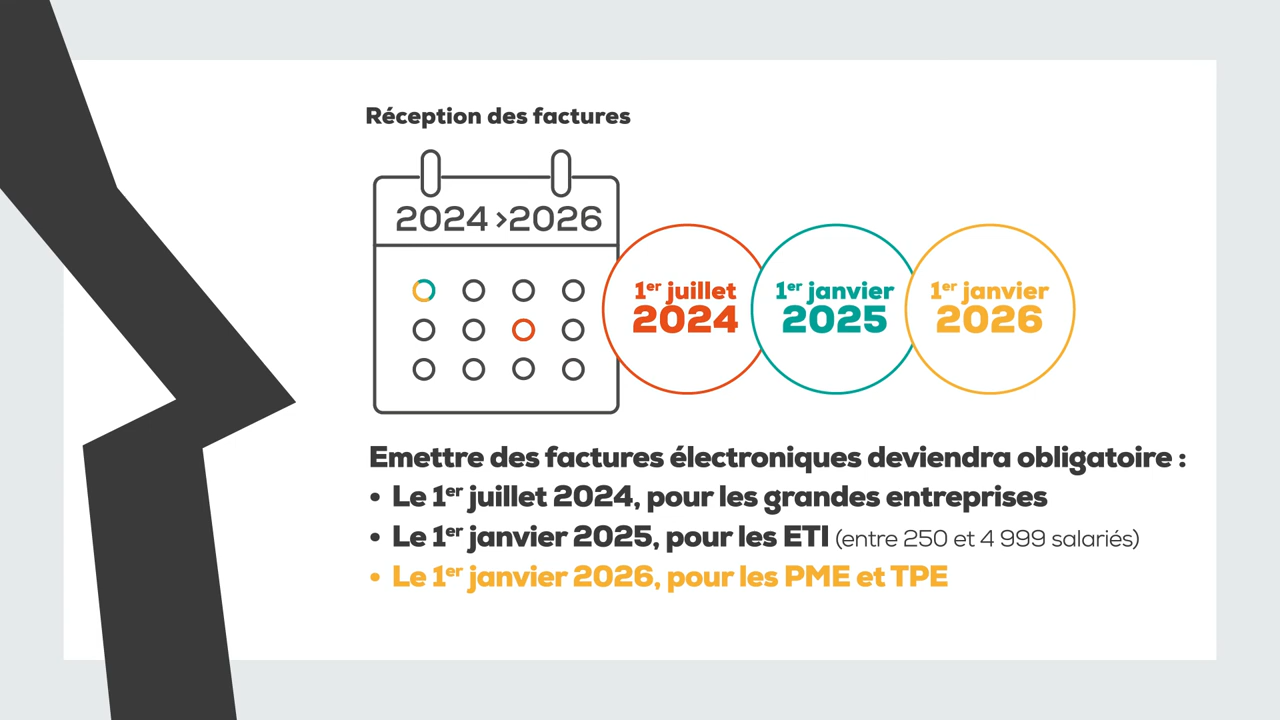 Réception des factures
2024 >2026
1er juillet
2024
1er janvier
2025
1er janvier
2026
Emettre des factures électroniques deviendra obligatoire :
• Le 1er juillet 2024, pour les grandes entreprises
• Le 1er janvier 2025, pour les ETI (entre 250 et 4 999 salariés)
• Le 1er janvier 2026, pour les PME et TPE